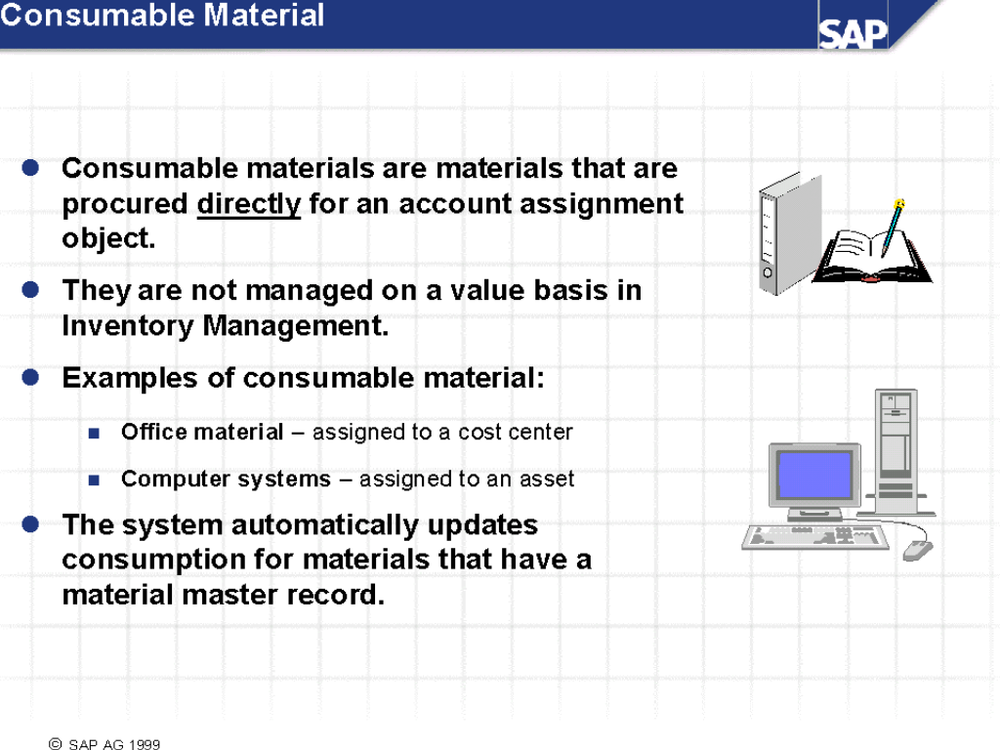 Consumable Material
SAP
Consumable materials are materials that are
procured directly for an account assignment
object.
They are not managed on a value basis in
Inventory Management.
Examples of consumable material:
Office material – assigned to a cost center
Computer systems – assigned to an asset
The system automatically updates
consumption for materials that have a
material master record.
© SAP AG 1999